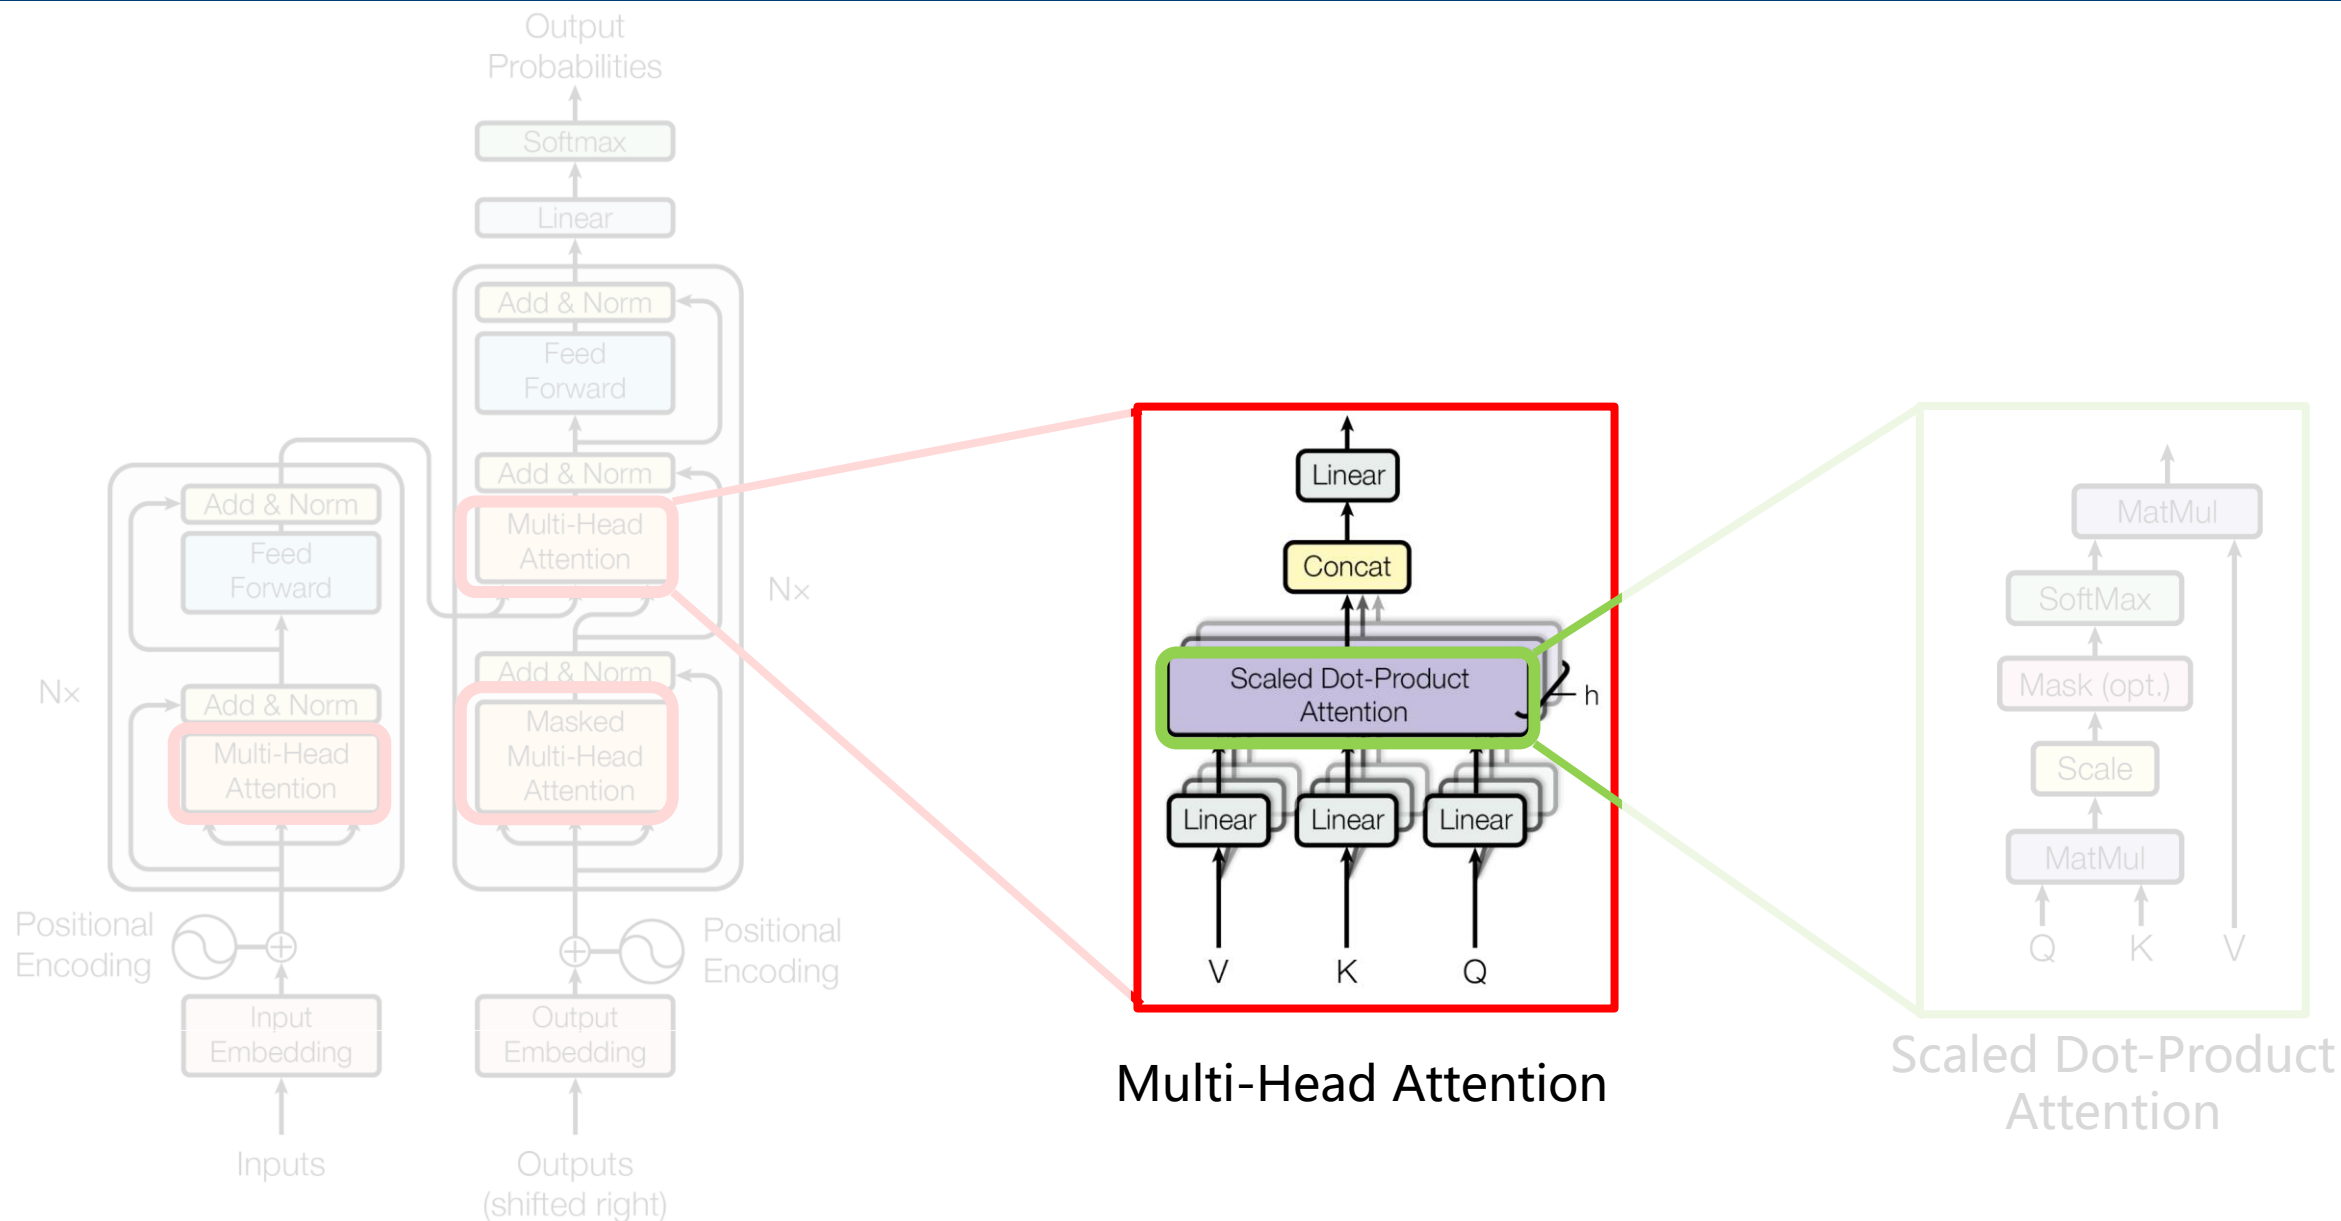 Output
Probabilities
Softmax
Linear
Add & Norm
Feed
Forward
Add & Norm
Multi-Head
Attention
Nx
Add & Norm
Masked
Multi-Head
Attention
Positional
Encoding
Output
Embedding
Outputs
(shifted right)
Add & Norm
Feed
Forward
Nx
Add & Norm
Multi-Head
Attention
Positional
Encoding
Input
Embedding
Inputs
Linear
Concat
Scaled Dot-Product
Attention
h
Linear Linear Linear
V K Q
Multi-Head Attention
MatMul
SoftMax
Mask (opt.)
Scale
MatMul
Q K V
Scaled Dot-Product
Attention